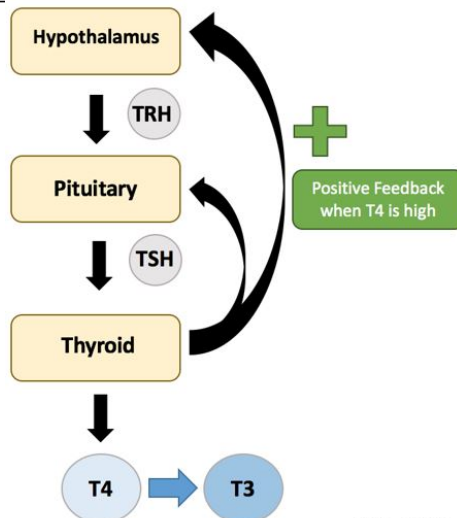 Hypothalamus
TRH
Pituitary
Positive Feedback
when T4 is high
TSH
Thyroid
T4
T3